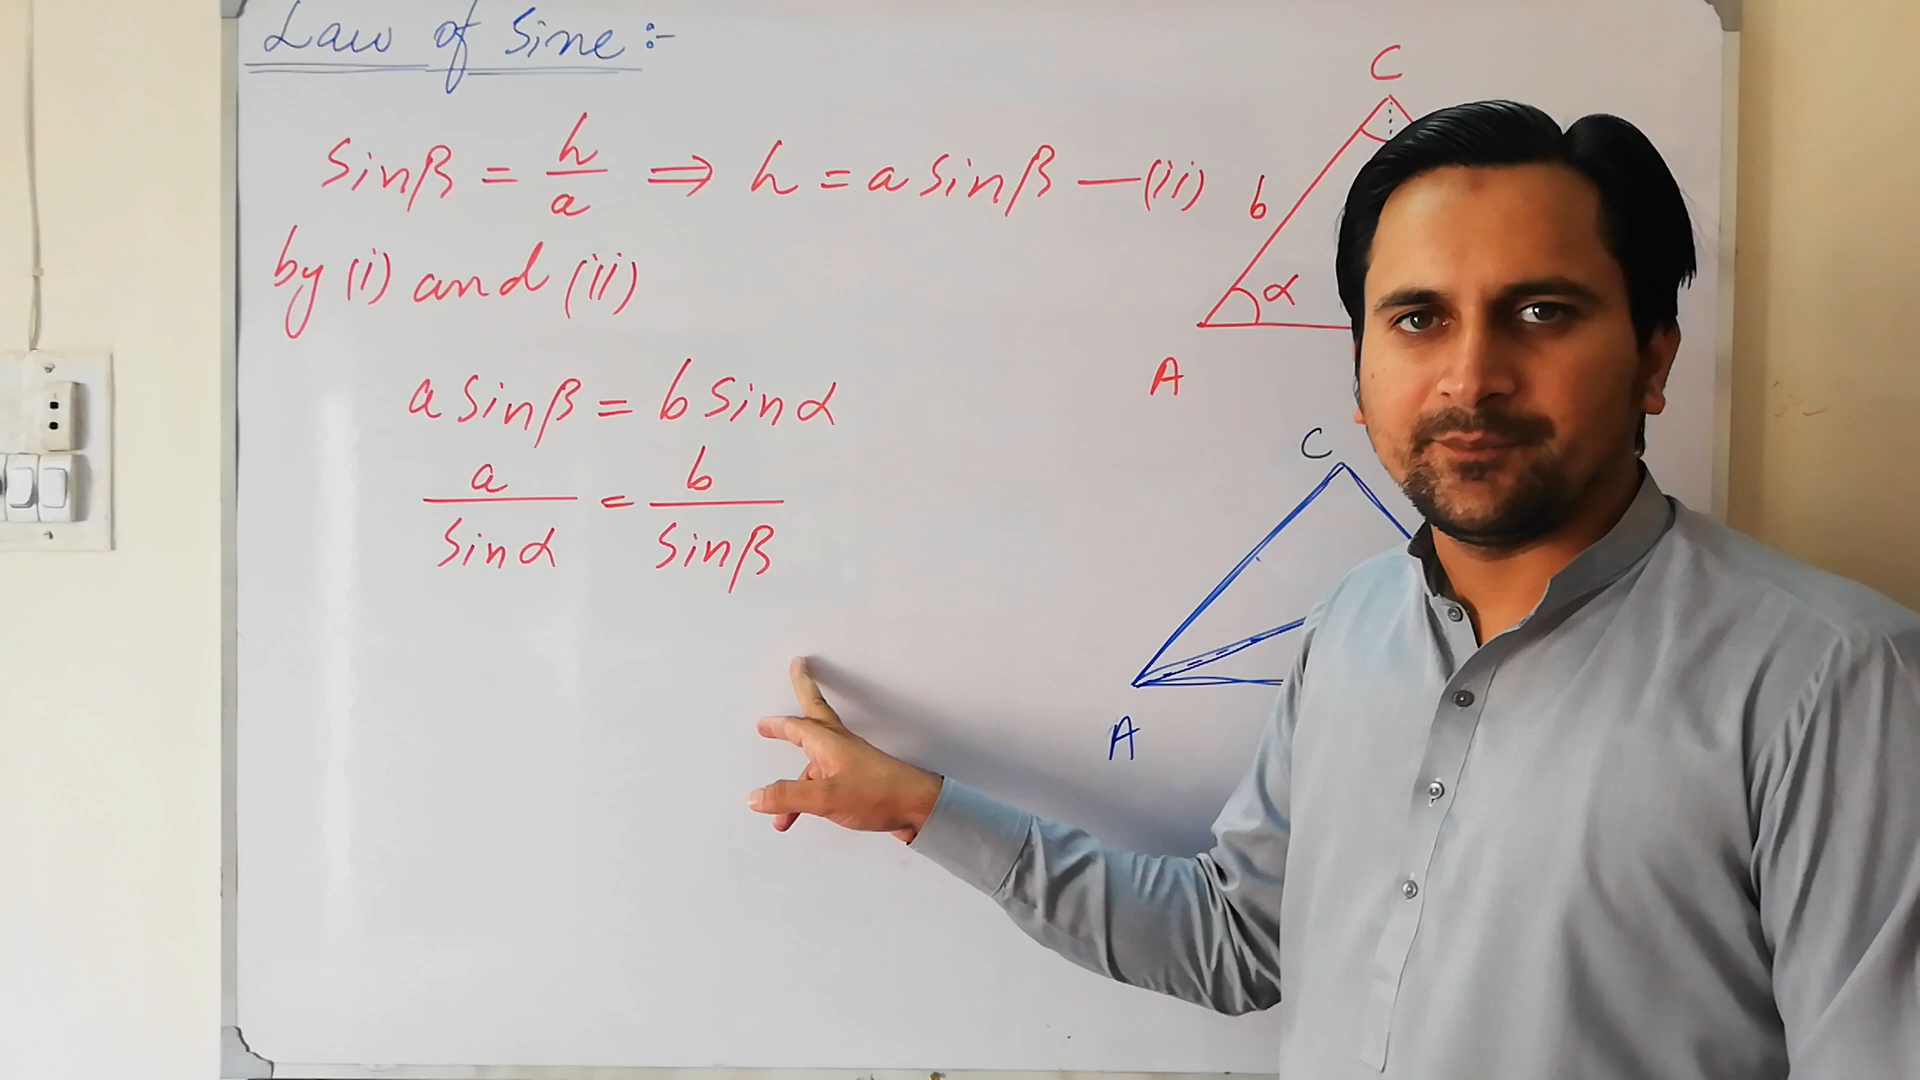 Law of Sine :-
Sinβ = h/a ⇒ h = a Sinβ — (ii)
by (i) and (ii)
a Sinβ = b Sinα
a/Sinα = b/Sinβ
C
b
α
A
C
A